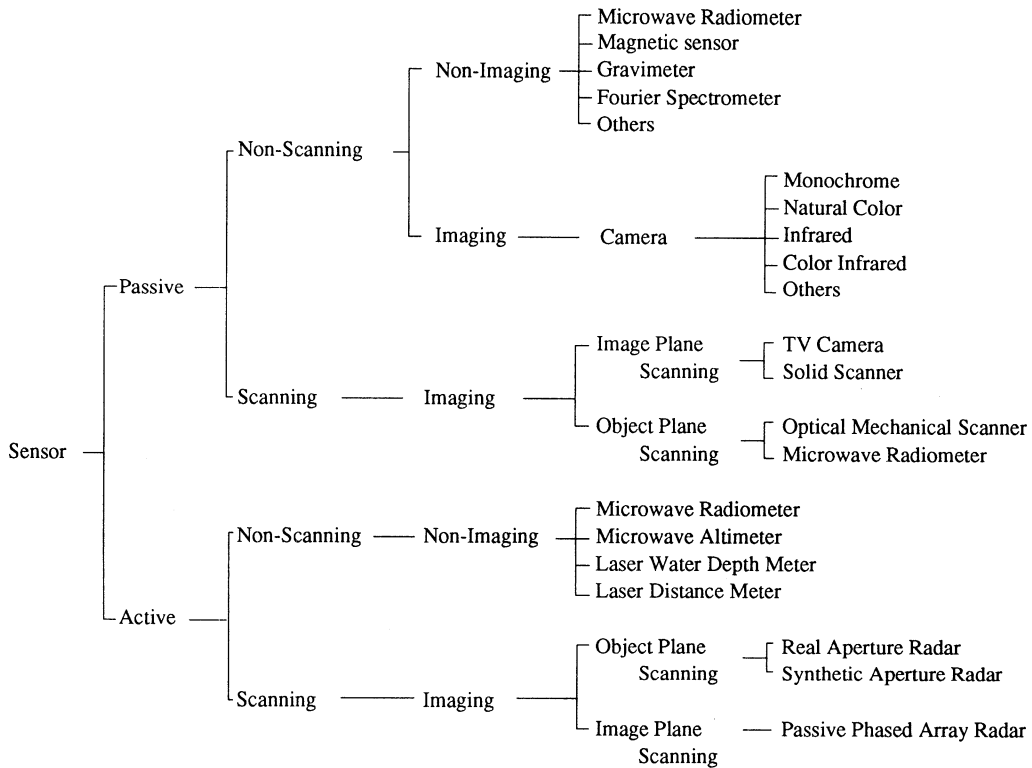 Sensor
Passive
Non-Scanning
Non-Imaging
Microwave Radiometer
Magnetic sensor
Gravimeter
Fourier Spectrometer
Others
Imaging
Camera
Monochrome
Natural Color
Infrared
Color Infrared
Others
Scanning
Imaging
Image Plane
Scanning
TV Camera
Solid Scanner
Object Plane
Scanning
Optical Mechanical Scanner
Microwave Radiometer
Active
Non-Scanning
Non-Imaging
Microwave Radiometer
Microwave Altimeter
Laser Water Depth Meter
Laser Distance Meter
Scanning
Imaging
Object Plane
Scanning
Real Aperture Radar
Synthetic Aperture Radar
Image Plane
Scanning
Passive Phased Array Radar